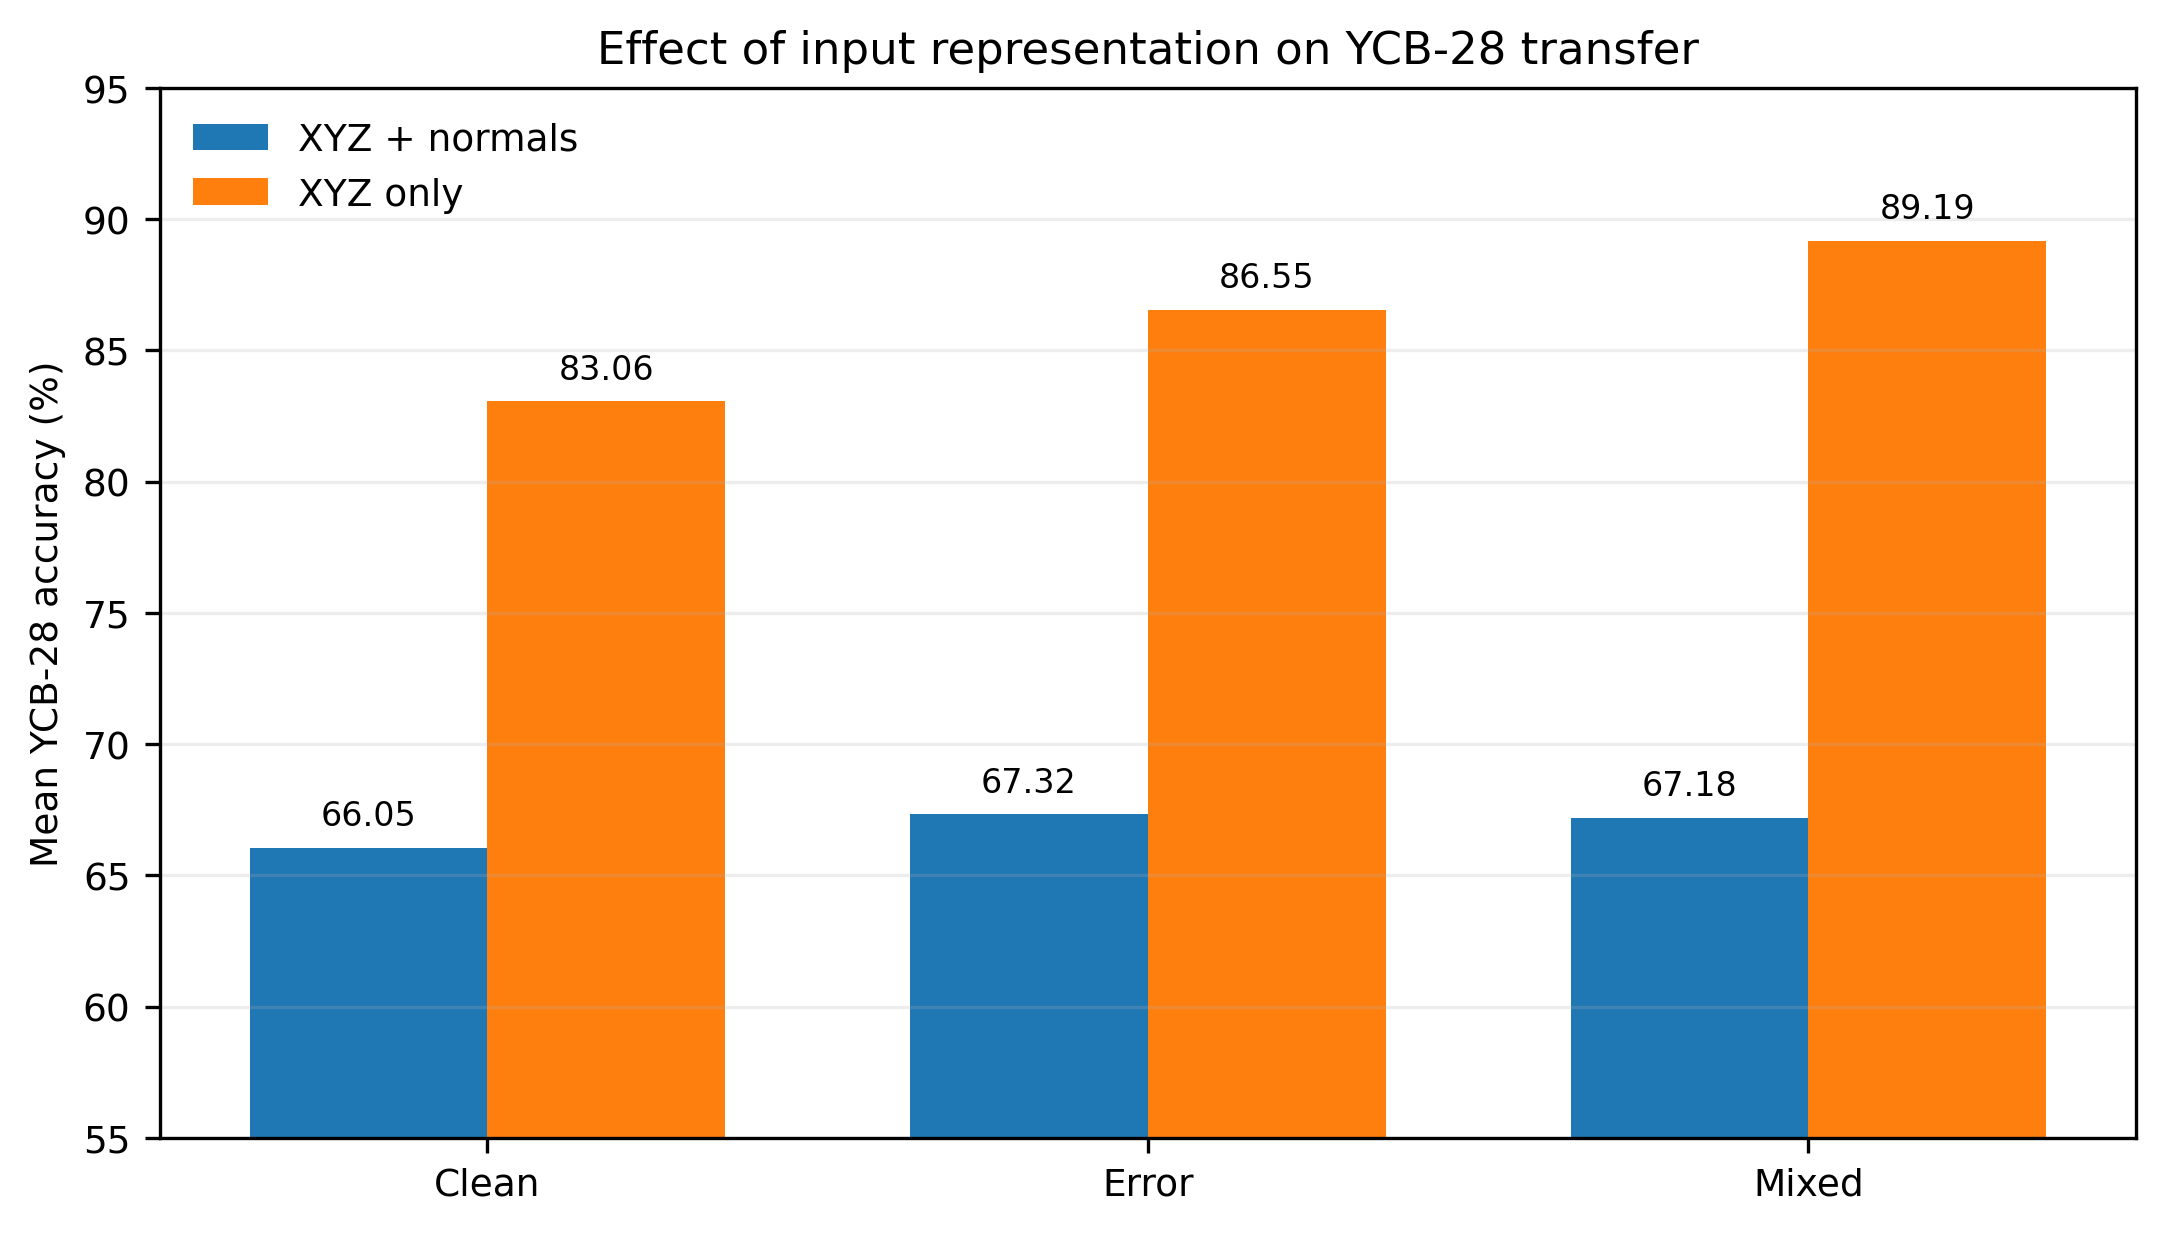 Effect of input representation on YCB-28 transfer
XYZ + normals
XYZ only
Mean YCB-28 accuracy (%)
95
90
85
80
75
70
65
60
55
66.05
83.06
67.32
86.55
67.18
89.19
Clean
Error
Mixed